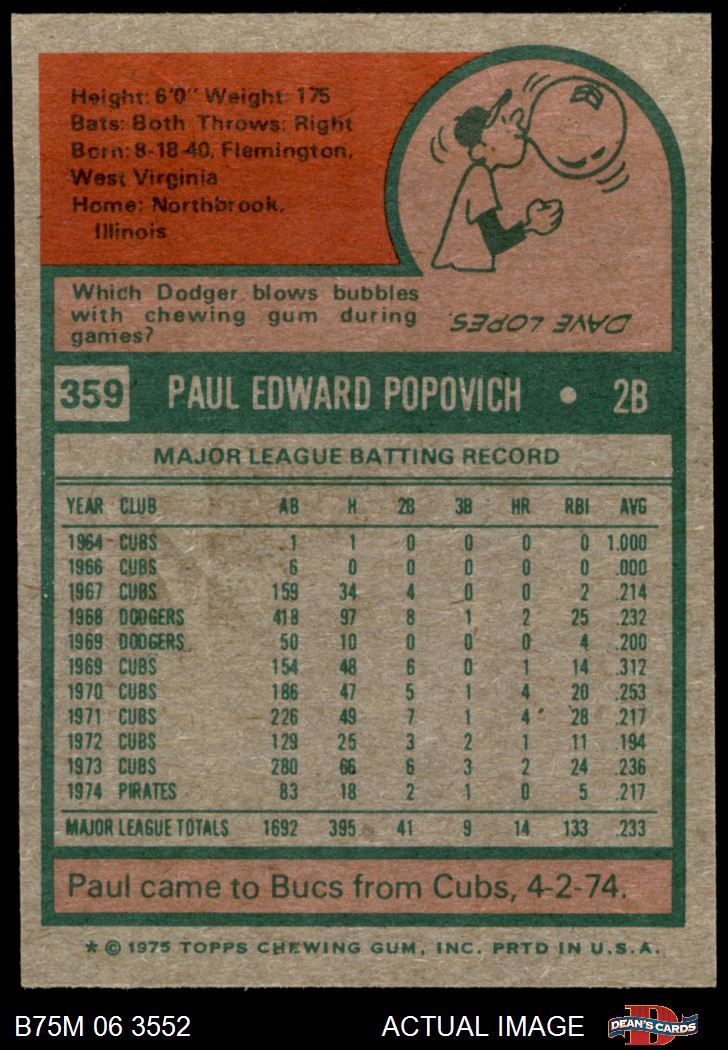 Height: 6'0" Weight: 175
Bats: Both Throws: Right
Born: 8-18-40, Flemington,
West Virginia
Home: Northbrook,
Illinois
Which Dodger blows bubbles
with chewing gum during
games?
DAVE LOPES.
359 PAUL EDWARD POPOVICH • 2B
MAJOR LEAGUE BATTING RECORD
YEAR CLUB AB H 2B 3B HR RBI AVG
1964 CUBS 1 1 0 0 0 0 1.000
1966 CUBS 6 0 0 0 0 0 .000
1967 CUBS 159 34 4 0 0 2 .214
1968 DODGERS 418 97 8 1 2 25 .232
1969 DODGERS 50 10 0 0 0 4 .200
1969 CUBS 154 48 6 0 1 14 .312
1970 CUBS 186 47 5 1 4 20 .253
1971 CUBS 226 49 7 1 4 28 .217
1972 CUBS 129 25 3 2 1 11 .194
1973 CUBS 280 66 6 3 2 24 .236
1974 PIRATES 83 18 2 1 0 5 .217
MAJOR LEAGUE TOTALS 1692 395 41 9 14 133 .233
Paul came to Bucs from Cubs, 4-2-74.
* © 1975 TOPPS CHEWING GUM, INC. PRTD IN U.S.A.
B75M 06 3552 ACTUAL IMAGE DEAN'S CARDS